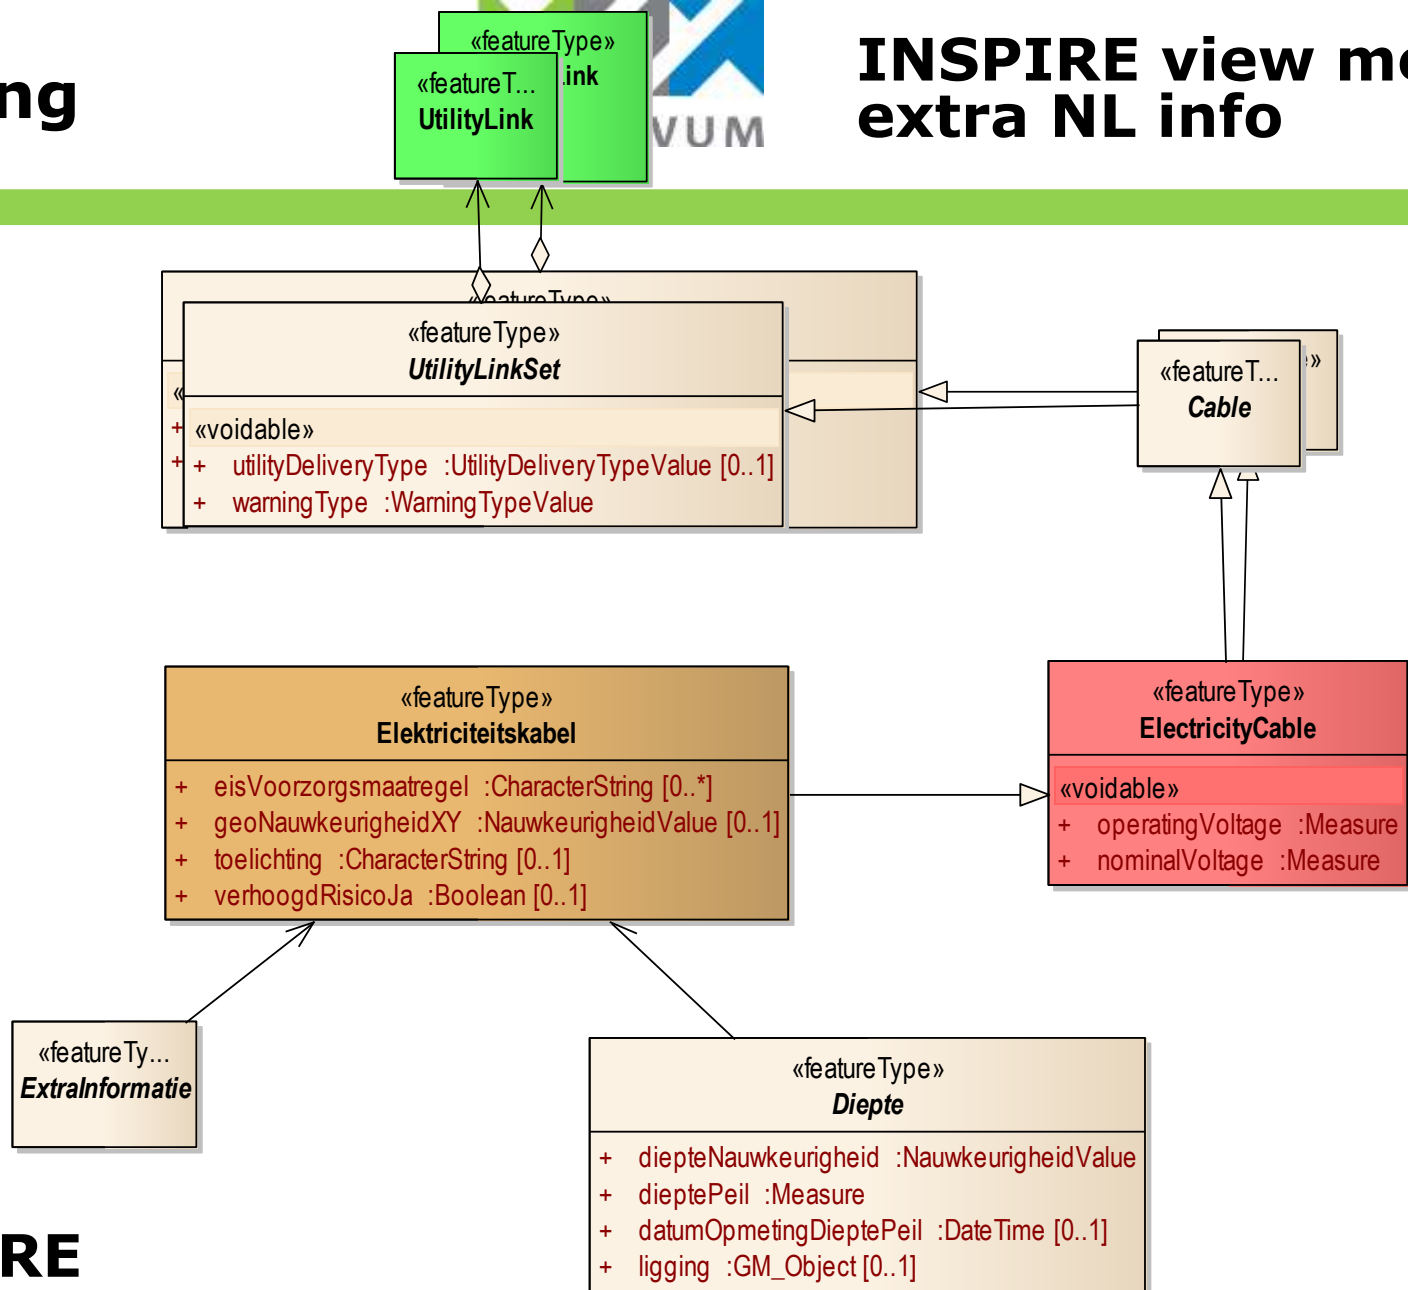 ng
INSPIRE view
extra NL info
«featureType»
ink
«featureT...
UtilityLink
VUM
«featureType»
UtilityLinkSet
«voidable»
+ utilityDeliveryType :UtilityDeliveryTypeValue [0..1]
+ warningType :WarningTypeValue
«featureT...
Cable
«featureType»
Elektriciteitskabel
+ eisVoorzorgsmaatregel :CharacterString [0..*]
+ geoNauwkeurigheidXY :NauwkeurigheidValue [0..1]
+ toelichting :CharacterString [0..1]
+ verhoogdRisicoJa :Boolean [0..1]
«featureType»
ElectricityCable
«voidable»
+ operatingVoltage :Measure
+ nominalVoltage :Measure
«featureTy...
ExtraInformatie
«featureType»
Diepte
+ diepteNauwkeurigheid :NauwkeurigheidValue
+ dieptePeil :Measure
+ datumOpmetingDieptePeil :DateTime [0..1]
+ ligging :GM_Object [0..1]
RE